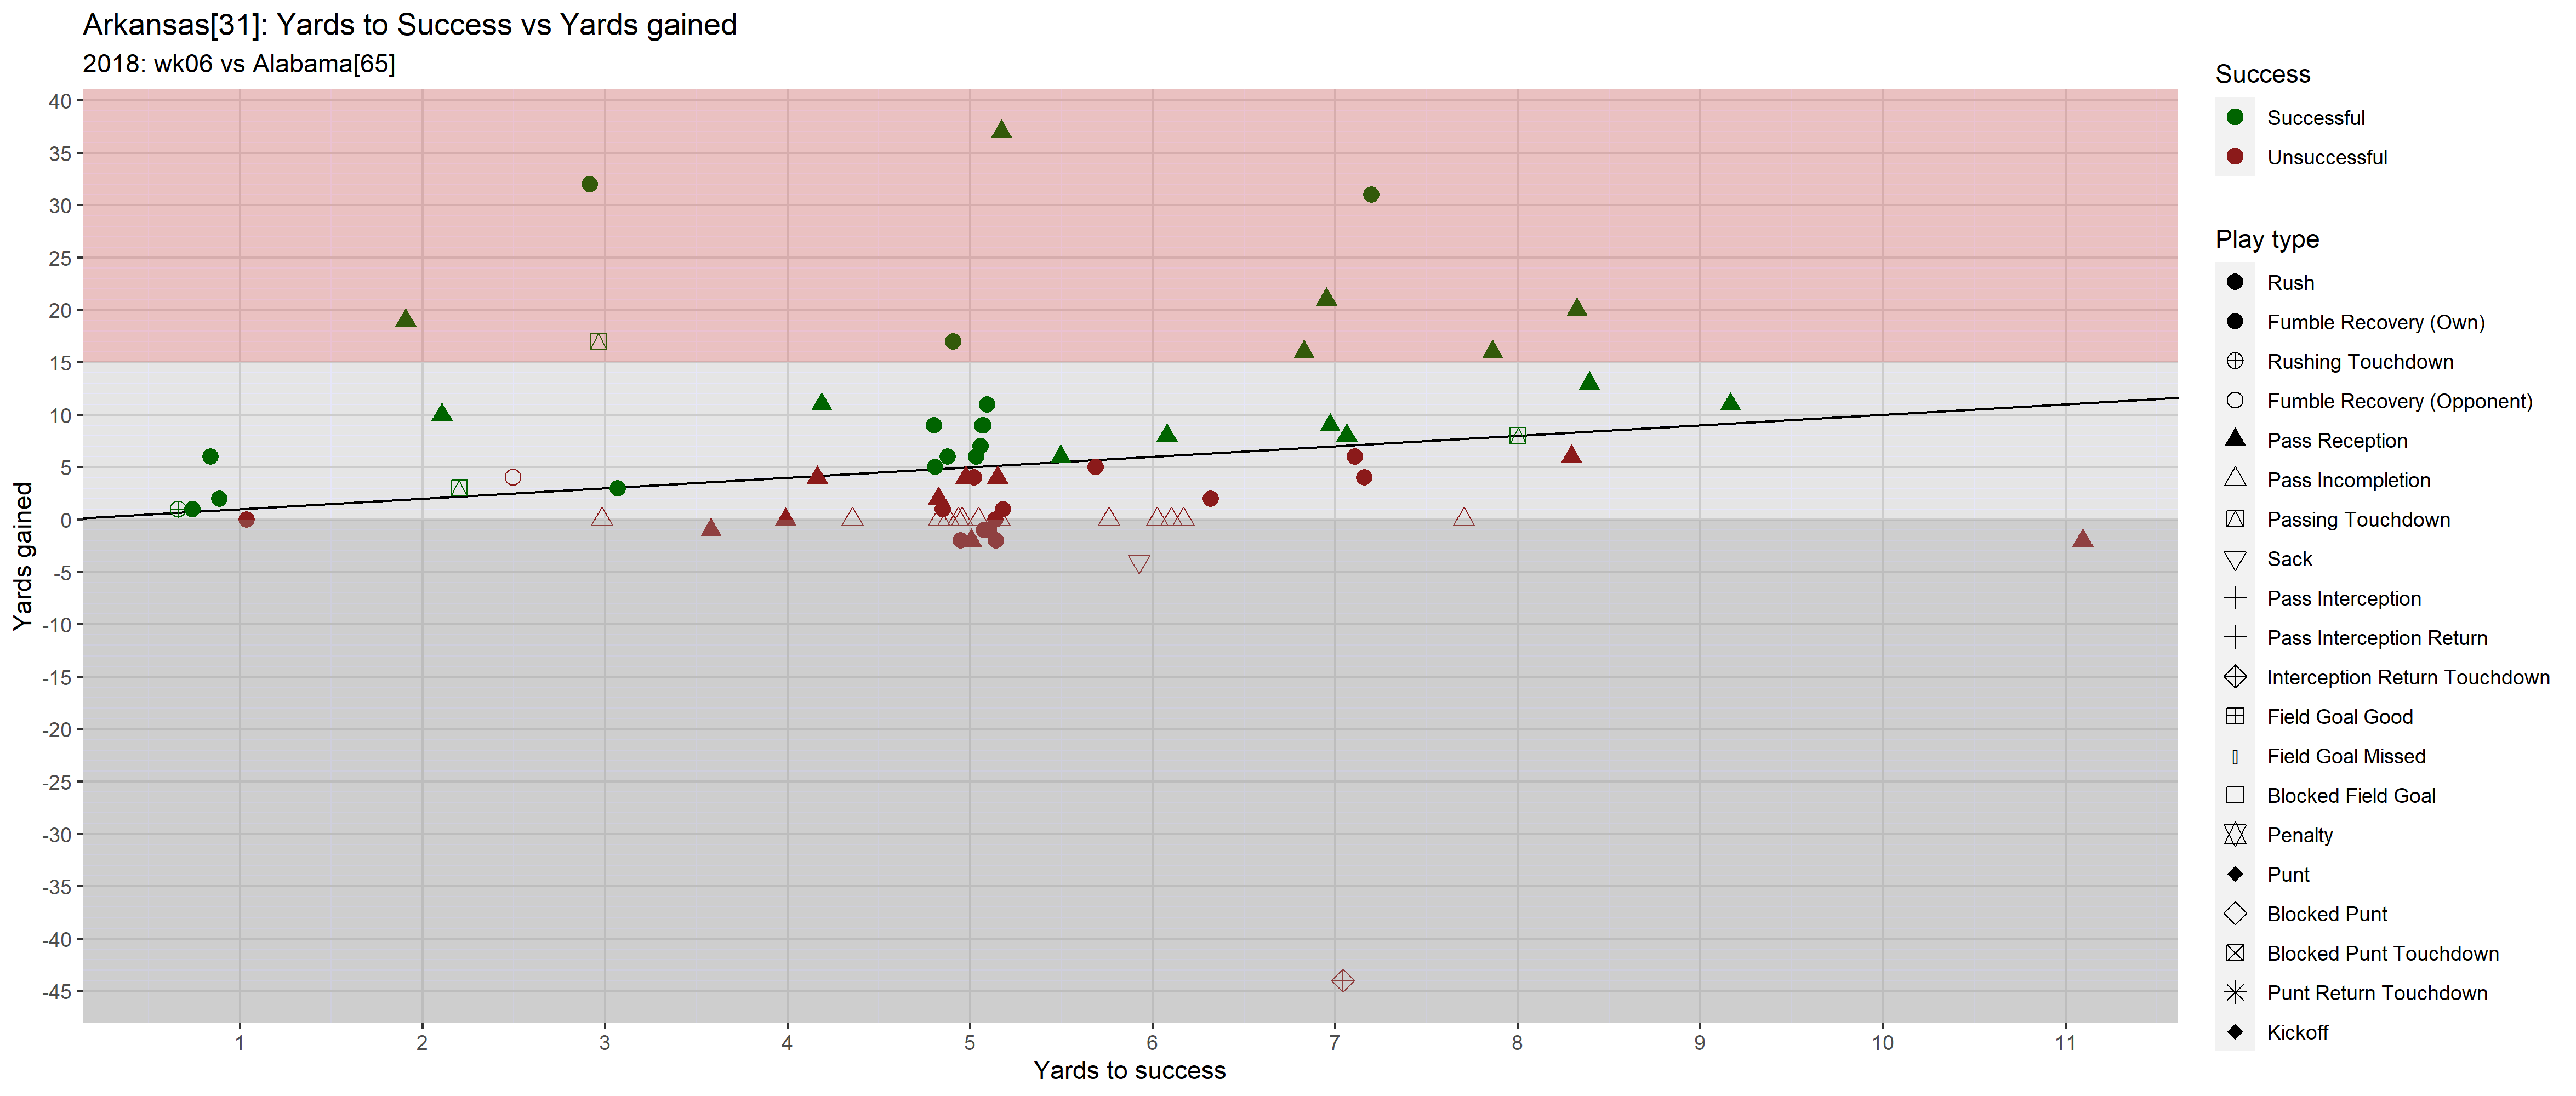 Arkansas[31]: Yards to Success vs Yards gained
2018: wk06 vs Alabama[65]
Yards gained
40
35
30
25
20
15
10
5
0
-5
-10
-15
-20
-25
-30
-35
-40
-45
1 2 3 4 5 6 7 8 9 10 11
Yards to success
Success
Successful
Unsuccessful
Play type
Rush
Fumble Recovery (Own)
Rushing Touchdown
Fumble Recovery (Opponent)
Pass Reception
Pass Incompletion
Passing Touchdown
Sack
Pass Interception
Pass Interception Return
Interception Return Touchdown
Field Goal Good
Field Goal Missed
Blocked Field Goal
Penalty
Punt
Blocked Punt
Blocked Punt Touchdown
Punt Return Touchdown
Kickoff